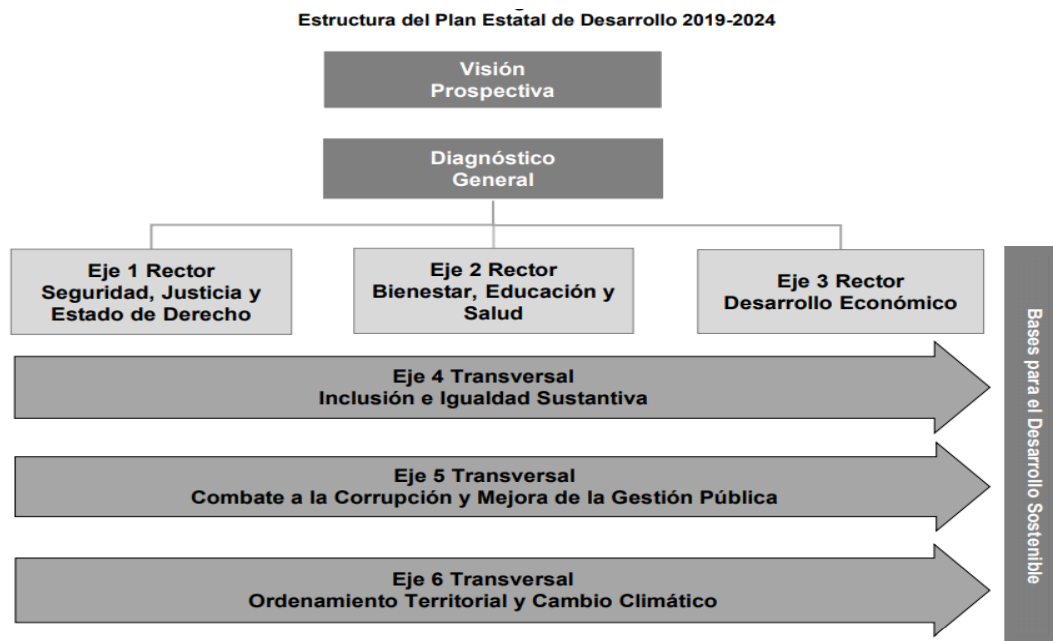 Estructura del Plan Estatal de Desarrollo 2019-2024
Visión
Prospectiva
Diagnóstico
General
Eje 1 Rector
Seguridad, Justicia y
Estado de Derecho
Eje 2 Rector
Bienestar, Educación y
Salud
Eje 3 Rector
Desarrollo Económico
Eje 4 Transversal
Inclusión e Igualdad Sustantiva
Eje 5 Transversal
Combate a la Corrupción y Mejora de la Gestión Pública
Eje 6 Transversal
Ordenamiento Territorial y Cambio Climático
Bases para el Desarrollo Sostenible